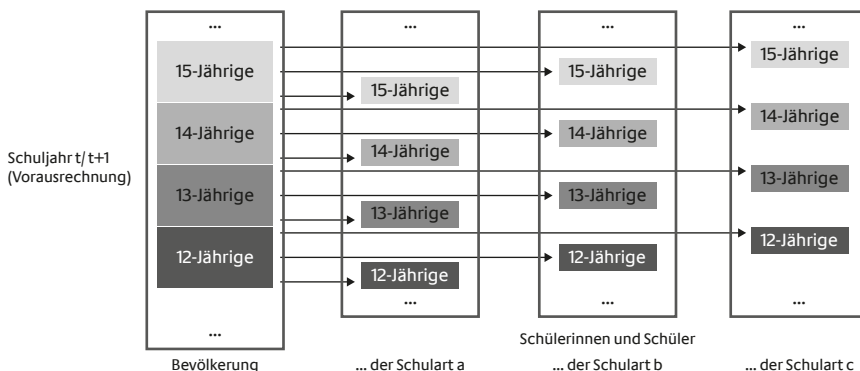 Schuljahr t/t+1
(Vorausrechnung)
...
15-Jährige
14-Jährige
13-Jährige
12-Jährige
...
Bevölkerung
...
15-Jährige
14-Jährige
13-Jährige
12-Jährige
...
... der Schulart a
...
15-Jährige
14-Jährige
13-Jährige
12-Jährige
...
Schülerinnen und Schüler
... der Schulart b
...
15-Jährige
14-Jährige
13-Jährige
12-Jährige
...
... der Schulart c